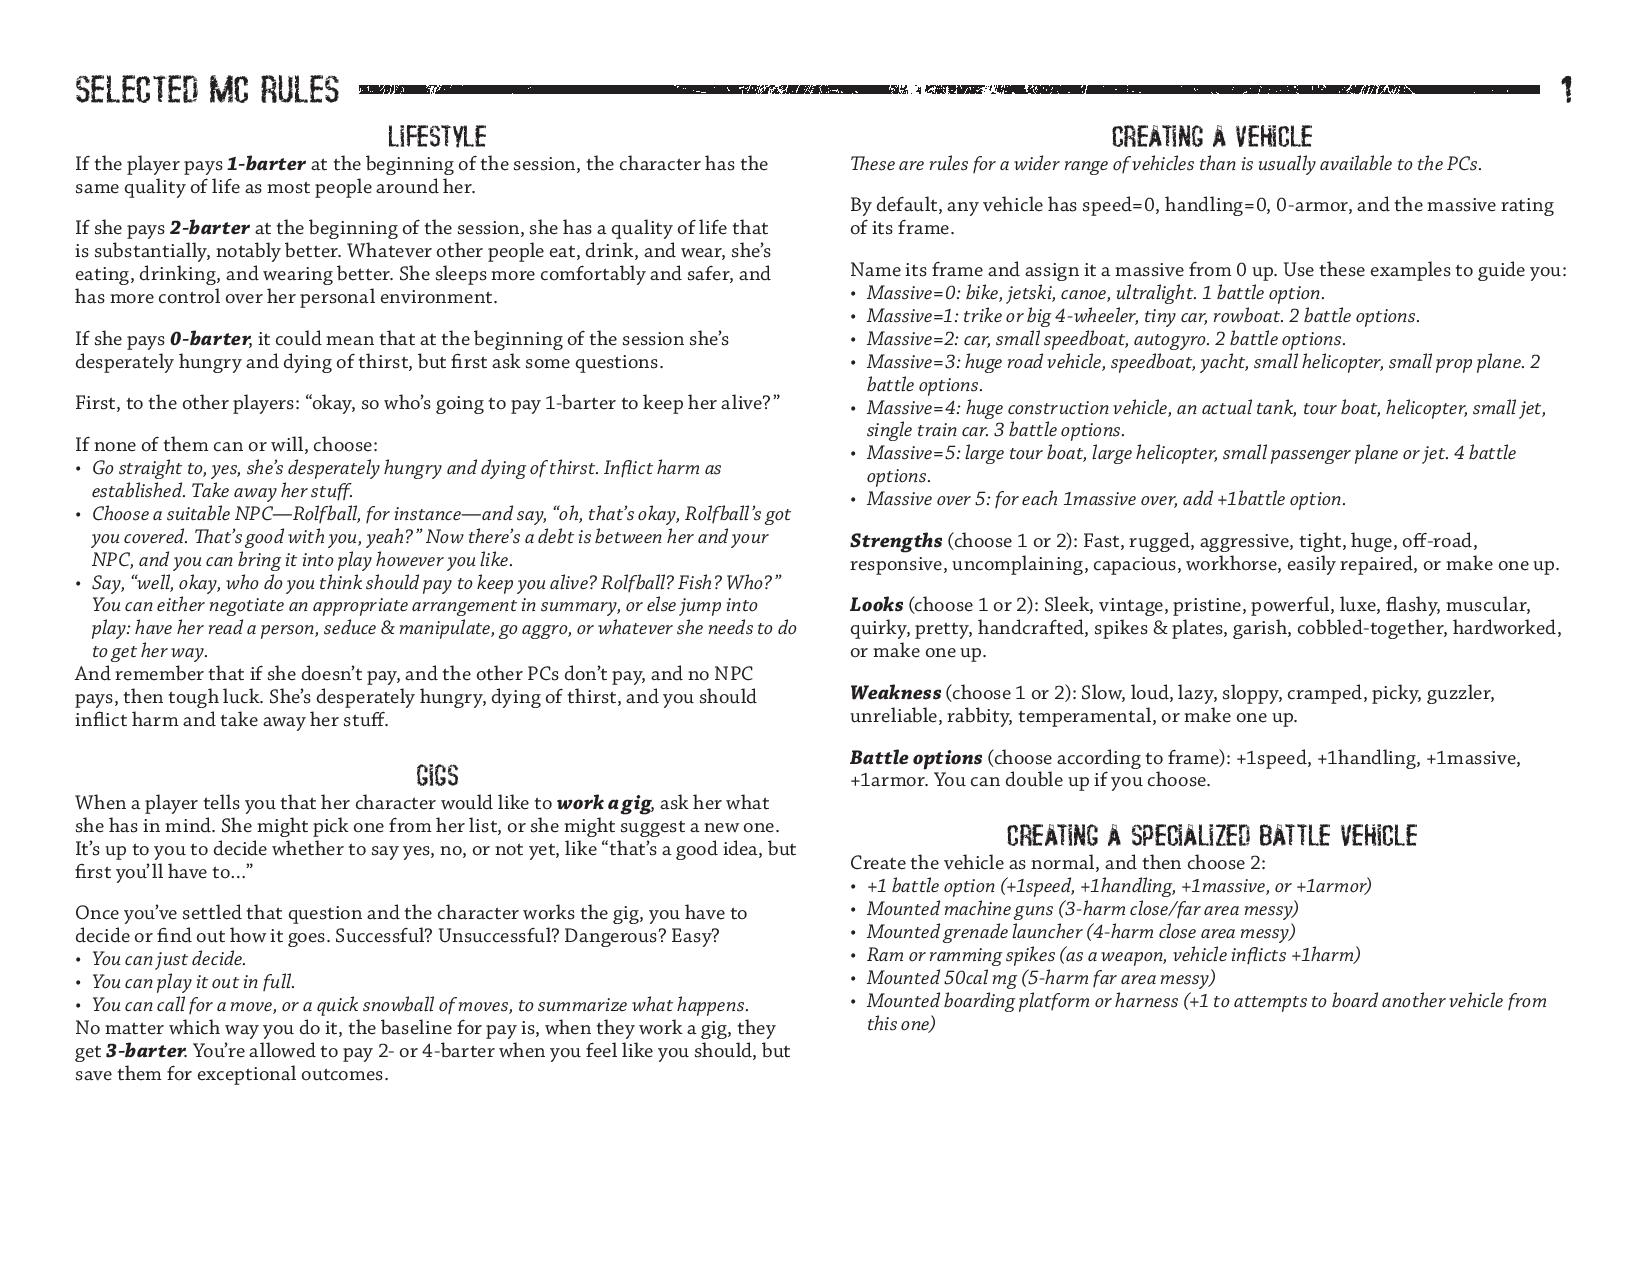 SELECTED MC RULES 1
LIFESTYLE
If the player pays 1-barter at the beginning of the session, the character has the
same quality of life as most people around her.
If she pays 2-barter at the beginning of the session, she has a quality of life that
is substantially, notably better. Whatever other people eat, drink, and wear, she’s
eating, drinking, and wearing better. She sleeps more comfortably and safer, and
has more control over her personal environment.
If she pays 0-barter, it could mean that at the beginning of the session she’s
desperately hungry and dying of thirst, but first ask some questions.
First, to the other players: “okay, so who’s going to pay 1-barter to keep her alive?”
If none of them can or will, choose:
• Go straight to, yes, she’s desperately hungry and dying of thirst. Inflict harm as
established. Take away her stuff.
• Choose a suitable NPC—Rolfball, for instance—and say, “oh, that’s okay, Rolfball’s got
you covered. That’s good with you, yeah?” Now there’s a debt is between her and your
NPC, and you can bring it into play however you like.
• Say, “well, okay, who do you think should pay to keep you alive? Rolfball? Fish? Who?”
You can either negotiate an appropriate arrangement in summary, or else jump into
play: have her read a person, seduce & manipulate, go aggro, or whatever she needs to do
to get her way.
And remember that if she doesn’t pay, and the other PCs don’t pay, and no NPC
pays, then tough luck. She’s desperately hungry, dying of thirst, and you should
inflict harm and take away her stuff.
GIGS
When a player tells you that her character would like to work a gig, ask her what
she has in mind. She might pick one from her list, or she might suggest a new one.
It’s up to you to decide whether to say yes, no, or not yet, like “that’s a good idea, but
first you’ll have to…”
Once you’ve settled that question and the character works the gig, you have to
decide or find out how it goes. Successful? Unsuccessful? Dangerous? Easy?
• You can just decide.
• You can play it out in full.
• You can call for a move, or a quick snowball of moves, to summarize what happens.
No matter which way you do it, the baseline for pay is, when they work a gig, they
get 3-barter. You’re allowed to pay 2- or 4-barter when you feel like you should, but
save them for exceptional outcomes.
CREATING A VEHICLE
These are rules for a wider range of vehicles than is usually available to the PCs.
By default, any vehicle has speed=0, handling=0, 0-armor, and the massive rating
of its frame.
Name its frame and assign it a massive from 0 up. Use these examples to guide you:
• Massive=0: bike, jetski, canoe, ultralight. 1 battle option.
• Massive=1: trike or big 4-wheeler, tiny car, rowboat. 2 battle options.
• Massive=2: car, small speedboat, autogyro. 2 battle options.
• Massive=3: huge road vehicle, speedboat, yacht, small helicopter, small prop plane. 2
battle options.
• Massive=4: huge construction vehicle, an actual tank, tour boat, helicopter, small jet,
single train car. 3 battle options.
• Massive=5: large tour boat, large helicopter, small passenger plane or jet. 4 battle
options.
• Massive over 5: for each 1massive over, add +1battle option.
Strengths (choose 1 or 2): Fast, rugged, aggressive, tight, huge, off-road,
responsive, uncomplaining, capacious, workhorse, easily repaired, or make one up.
Looks (choose 1 or 2): Sleek, vintage, pristine, powerful, luxe, flashy, muscular,
quirky, pretty, handcrafted, spikes & plates, garish, cobbled-together, hardworked,
or make one up.
Weakness (choose 1 or 2): Slow, loud, lazy, sloppy, cramped, picky, guzzler,
unreliable, rabbity, temperamental, or make one up.
Battle options (choose according to frame): +1speed, +1handling, +1massive,
+1armor. You can double up if you choose.
CREATING A SPECIALIZED BATTLE VEHICLE
Create the vehicle as normal, and then choose 2:
• +1 battle option (+1speed, +1handling, +1massive, or +1armor)
• Mounted machine guns (3-harm close/far area messy)
• Mounted grenade launcher (4-harm close area messy)
• Ram or ramming spikes (as a weapon, vehicle inflicts +1harm)
• Mounted 50cal mg (5-harm far area messy)
• Mounted boarding platform or harness (+1 to attempts to board another vehicle from
this one)